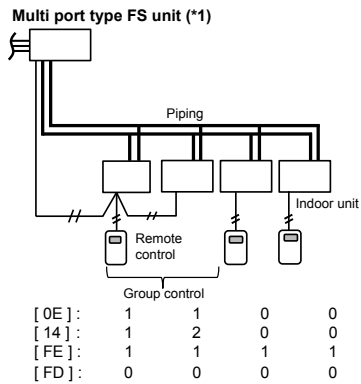 Multi port type FS unit (*1)
Piping
Indoor unit
Remote
control
Group control
[ 0E ] : 1 1 0 0
[ 14 ] : 1 2 0 0
[ FE ] : 1 1 1 1
[ FD ] : 0 0 0 0